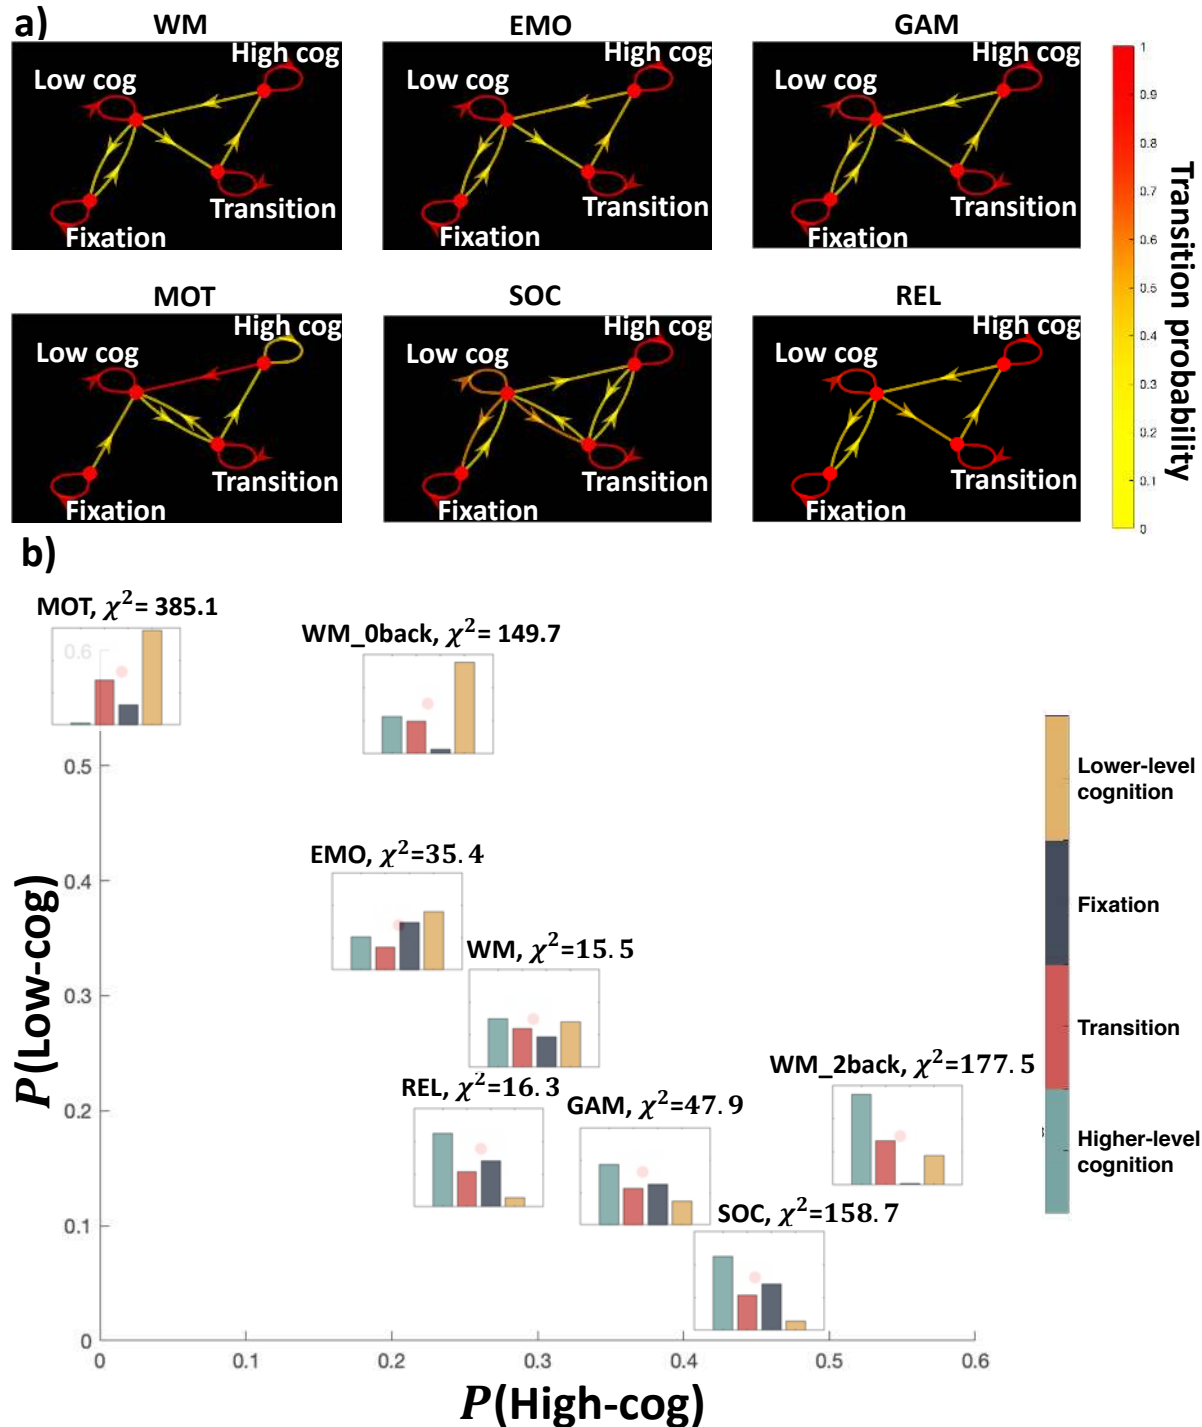 a)
WM
EMO
GAM
High cog
Low cog
Transition
Fixation
High cog
Low cog
Transition
Fixation
High cog
Low cog
Transition
Fixation
MOT
SOC
REL
High cog
Low cog
Transition
Fixation
High cog
Low cog
Transition
Fixation
High cog
Low cog
Transition
Fixation
1
0.9
0.8
0.7
0.6
0.5
0.4
0.3
0.2
0.1
0
Transition probability
b)
MOT, χ²= 385.1
WM_0back, χ²= 149.7
EMO, χ²=35.4
WM, χ²=15.5
REL, χ²=16.3
GAM, χ²=47.9
WM_2back, χ²=177.5
SOC, χ²=158.7
0.6
0.5
0.4
0.3
0.2
0.1
0
P(Low-cog)
0
0.1
0.2
0.3
0.4
0.5
0.6
P(High-cog)
Lower-level
cognition
Fixation
Transition
Higher-level
cognition